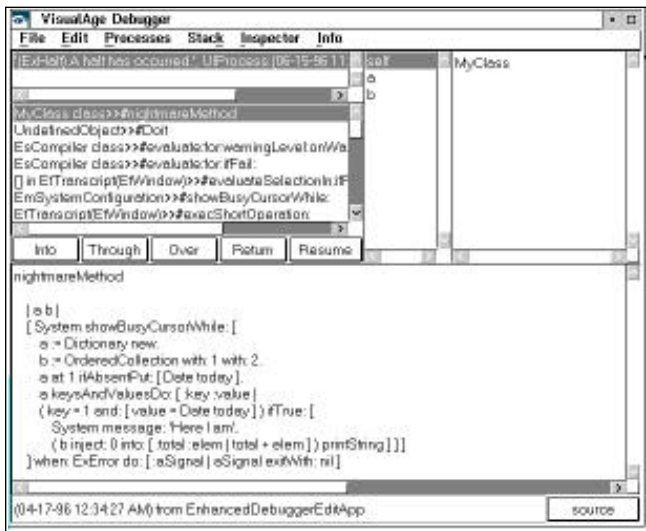 VisualAge Debugger
File Edit Processes Stack Inspector Info
'(ExHalt) A halt has occurred.', UIProcess [06-15-96 11
MyClass class>>#nightmareMethod
UndefinedObject>>#Doit
EsCompiler class>>#evaluate:for:warningLevel:onWa
EsCompiler class>>#evaluate:for:ifFail:
[] in EtTranscript(EtWindow)>>#evaluateSelectionIn:ifF
EmSystemConfiguration>>#showBusyCursorWhile:
EtTranscript(EtWindow)>>#execShortOperation:
self
a
b
MyClass
Into Through Over Return Resume
nightmareMethod
| a b |
[ System showBusyCursorWhile: [
a := Dictionary new.
b := OrderedCollection with: 1 with: 2.
a at: 1 ifAbsentPut: [ Date today ].
a keysAndValuesDo: [ :key :value |
( key = 1 and: [ value = Date today ] ) ifTrue: [
System message: 'Here I am'.
( b inject: 0 into: [ :total :elem | total + elem ] ) printString ] ] ]
] when: ExError do: [ :aSignal | aSignal exitWith: nil ]
(04-17-96 12:34:27 AM) from EnhancedDebuggerEditApp
source